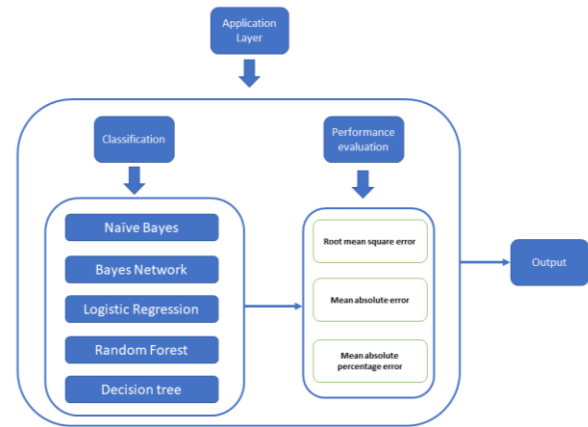 Application
Layer
Classification
Performance
evaluation
Naïve Bayes
Bayes Network
Logistic Regression
Random Forest
Decision tree
Root mean square error
Mean absolute error
Mean absolute
percentage error
Output